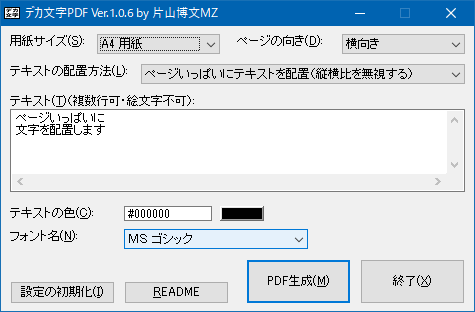 デカ文字PDF Ver.1.0.6 by 片山博文MZ
用紙サイズ(S): A4 用紙 ページの向き(D): 横向き
テキストの配置方法(L): ページいっぱいにテキストを配置(縦横比を無視する)
テキスト(T)(複数行可・絵文字不可):
ページいっぱいに
文字を配置します
テキストの色(C): #000000
フォント名(N): MS ゴシック
設定の初期化(I) README PDF生成(M) 終了(X)